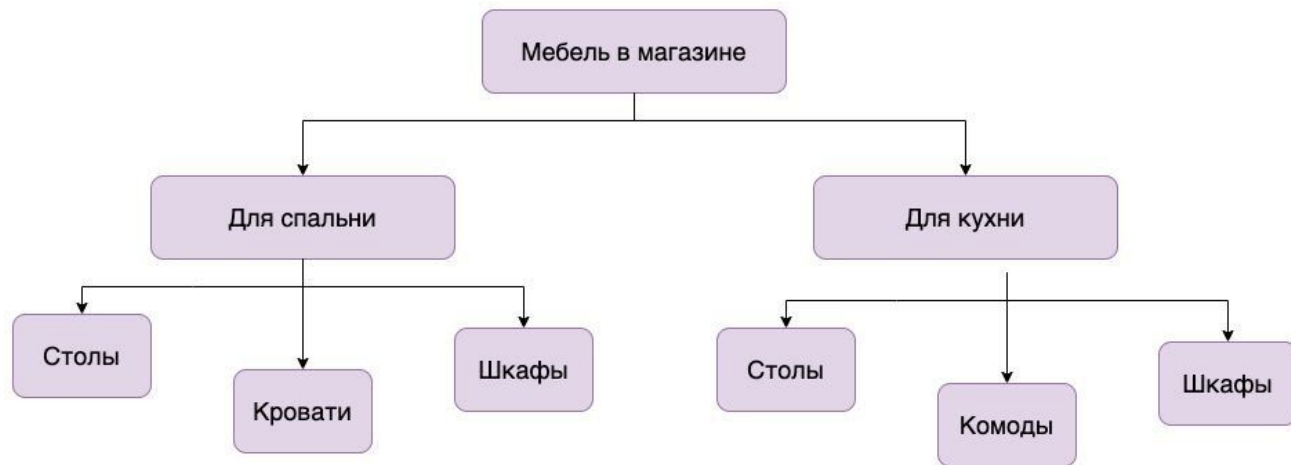 Мебель в магазине
Для спальни
Для кухни
Столы
Кровати
Шкафы
Столы
Комоды
Шкафы